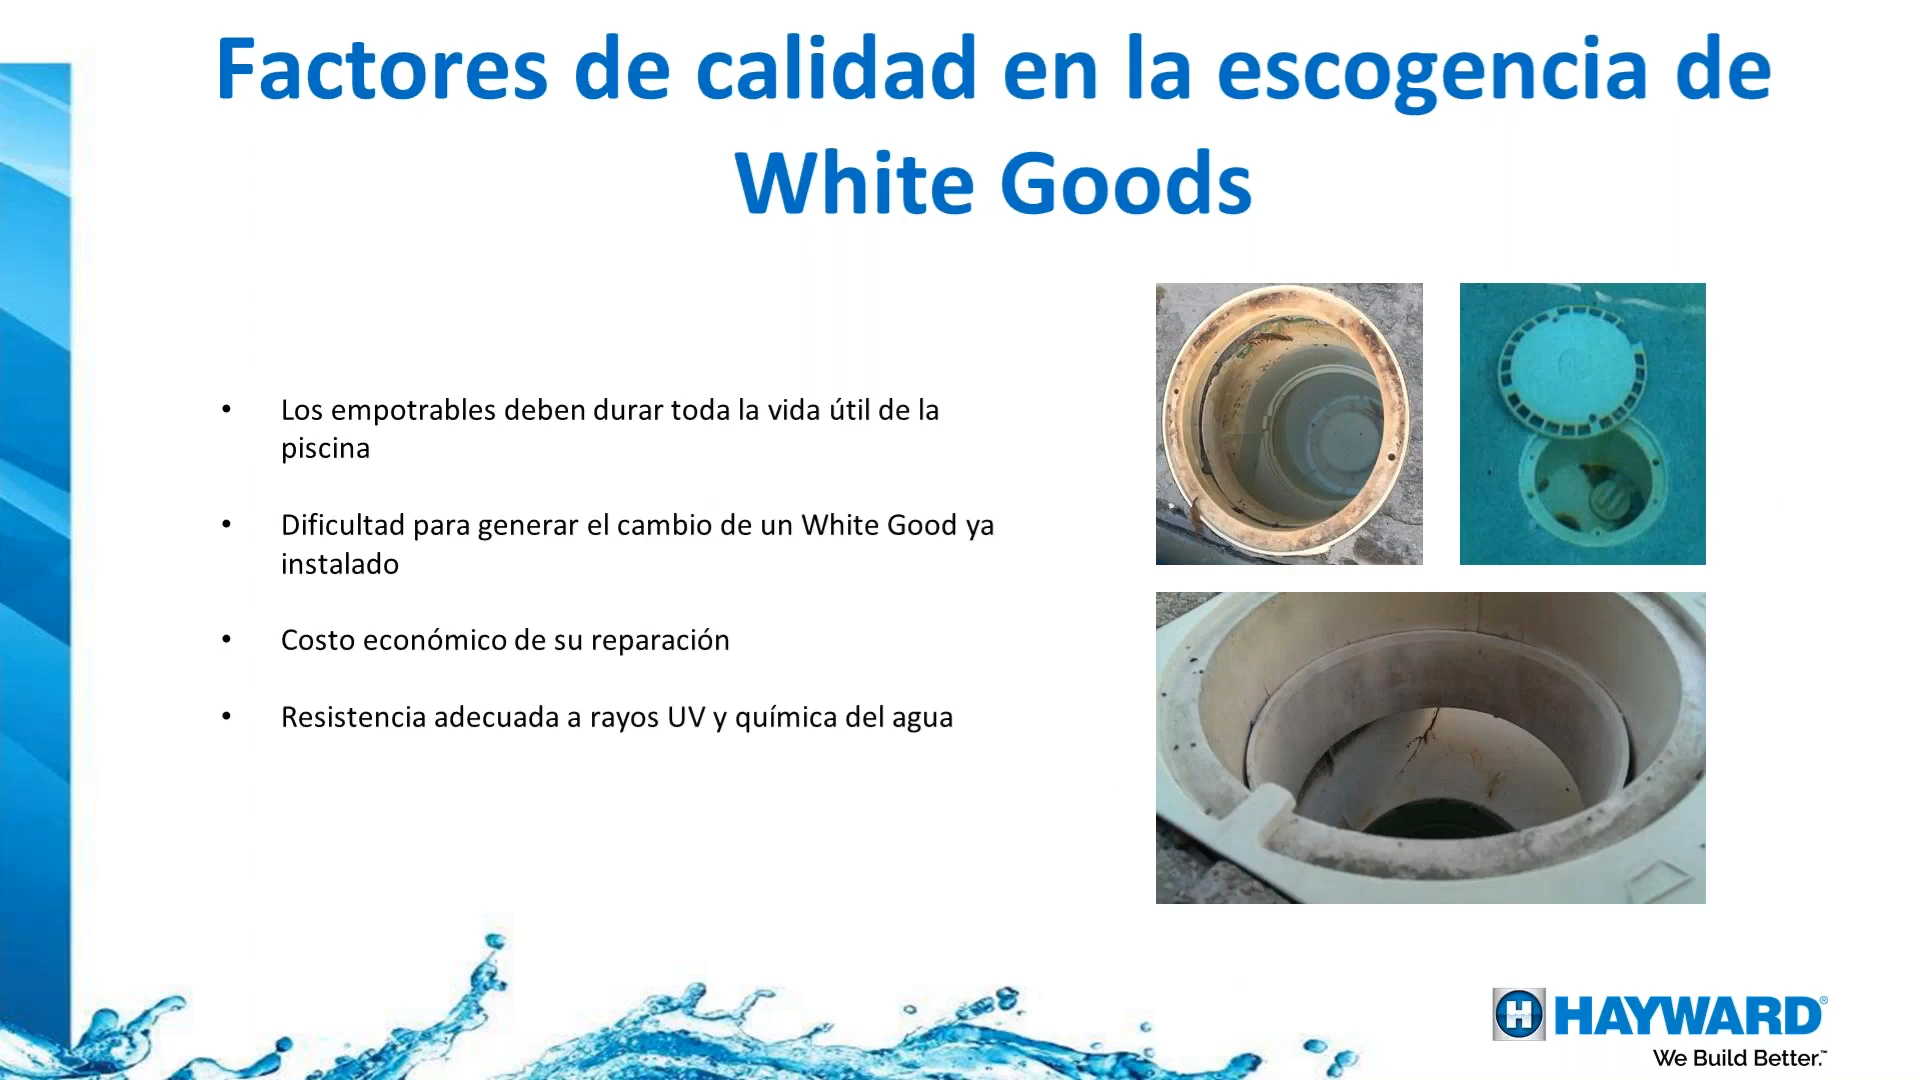 Factores de calidad en la escogencia de
White Goods
• Los empotrables deben durar toda la vida útil de la
piscina
• Dificultad para generar el cambio de un White Good ya
instalado
• Costo económico de su reparación
• Resistencia adecuada a rayos UV y química del agua
H HAYWARD®
We Build Better.™